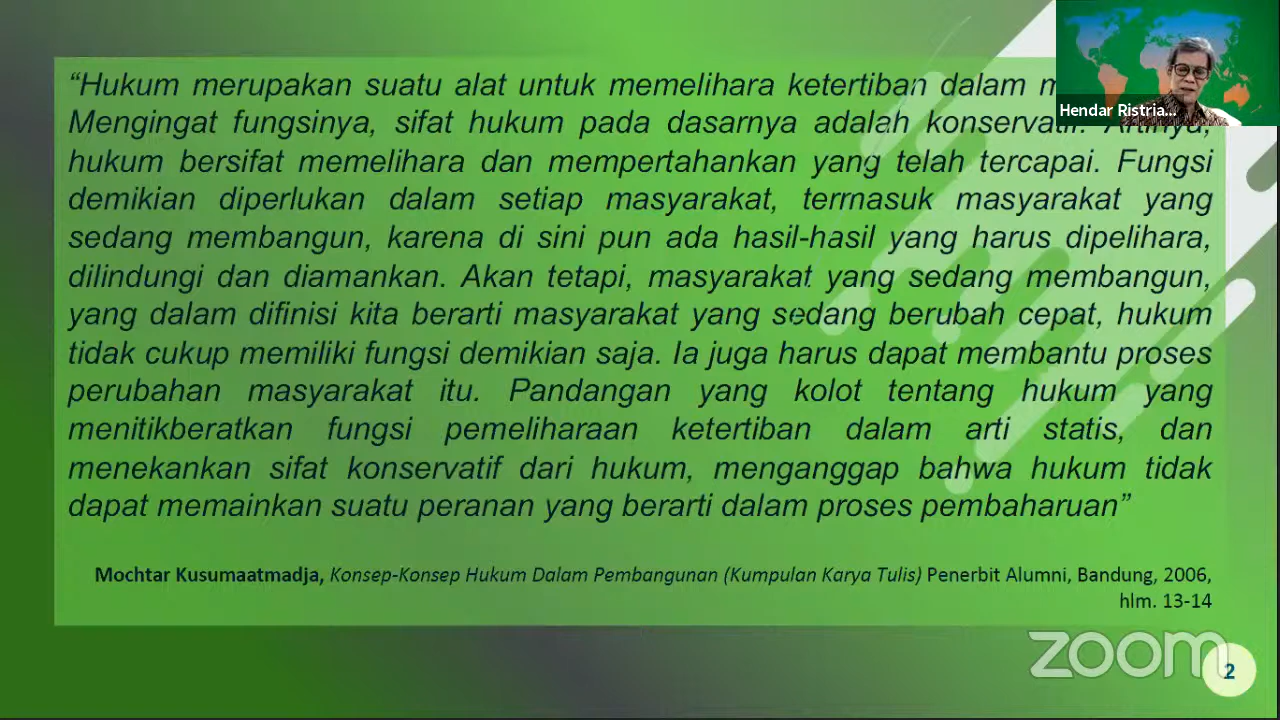 “Hukum merupakan suatu alat untuk memelihara ketertiban dalam
Mengingat fungsinya, sifat hukum pada dasarnya adalah konservatif. Artinya,
hukum bersifat memelihara dan mempertahankan yang telah tercapai. Fungsi
demikian diperlukan dalam setiap masyarakat, termasuk masyarakat yang
sedang membangun, karena di sini pun ada hasil-hasil yang harus dipelihara,
dilindungi dan diamankan. Akan tetapi, masyarakat yang sedang membangun,
yang dalam difinisi kita berarti masyarakat yang sedang berubah cepat, hukum
tidak cukup memiliki fungsi demikian saja. Ia juga harus dapat membantu proses
perubahan masyarakat itu. Pandangan yang kolot tentang hukum yang
menitikberatkan fungsi pemeliharaan ketertiban dalam arti statis, dan
menekankan sifat konservatif dari hukum, menganggap bahwa hukum tidak
dapat memainkan suatu peranan yang berarti dalam proses pembaharuan”
Mochtar Kusumaatmadja, Konsep-Konsep Hukum Dalam Pembangunan (Kumpulan Karya Tulis) Penerbit Alumni, Bandung, 2006,
hlm. 13-14
Hendar Ristria...
zoom
2